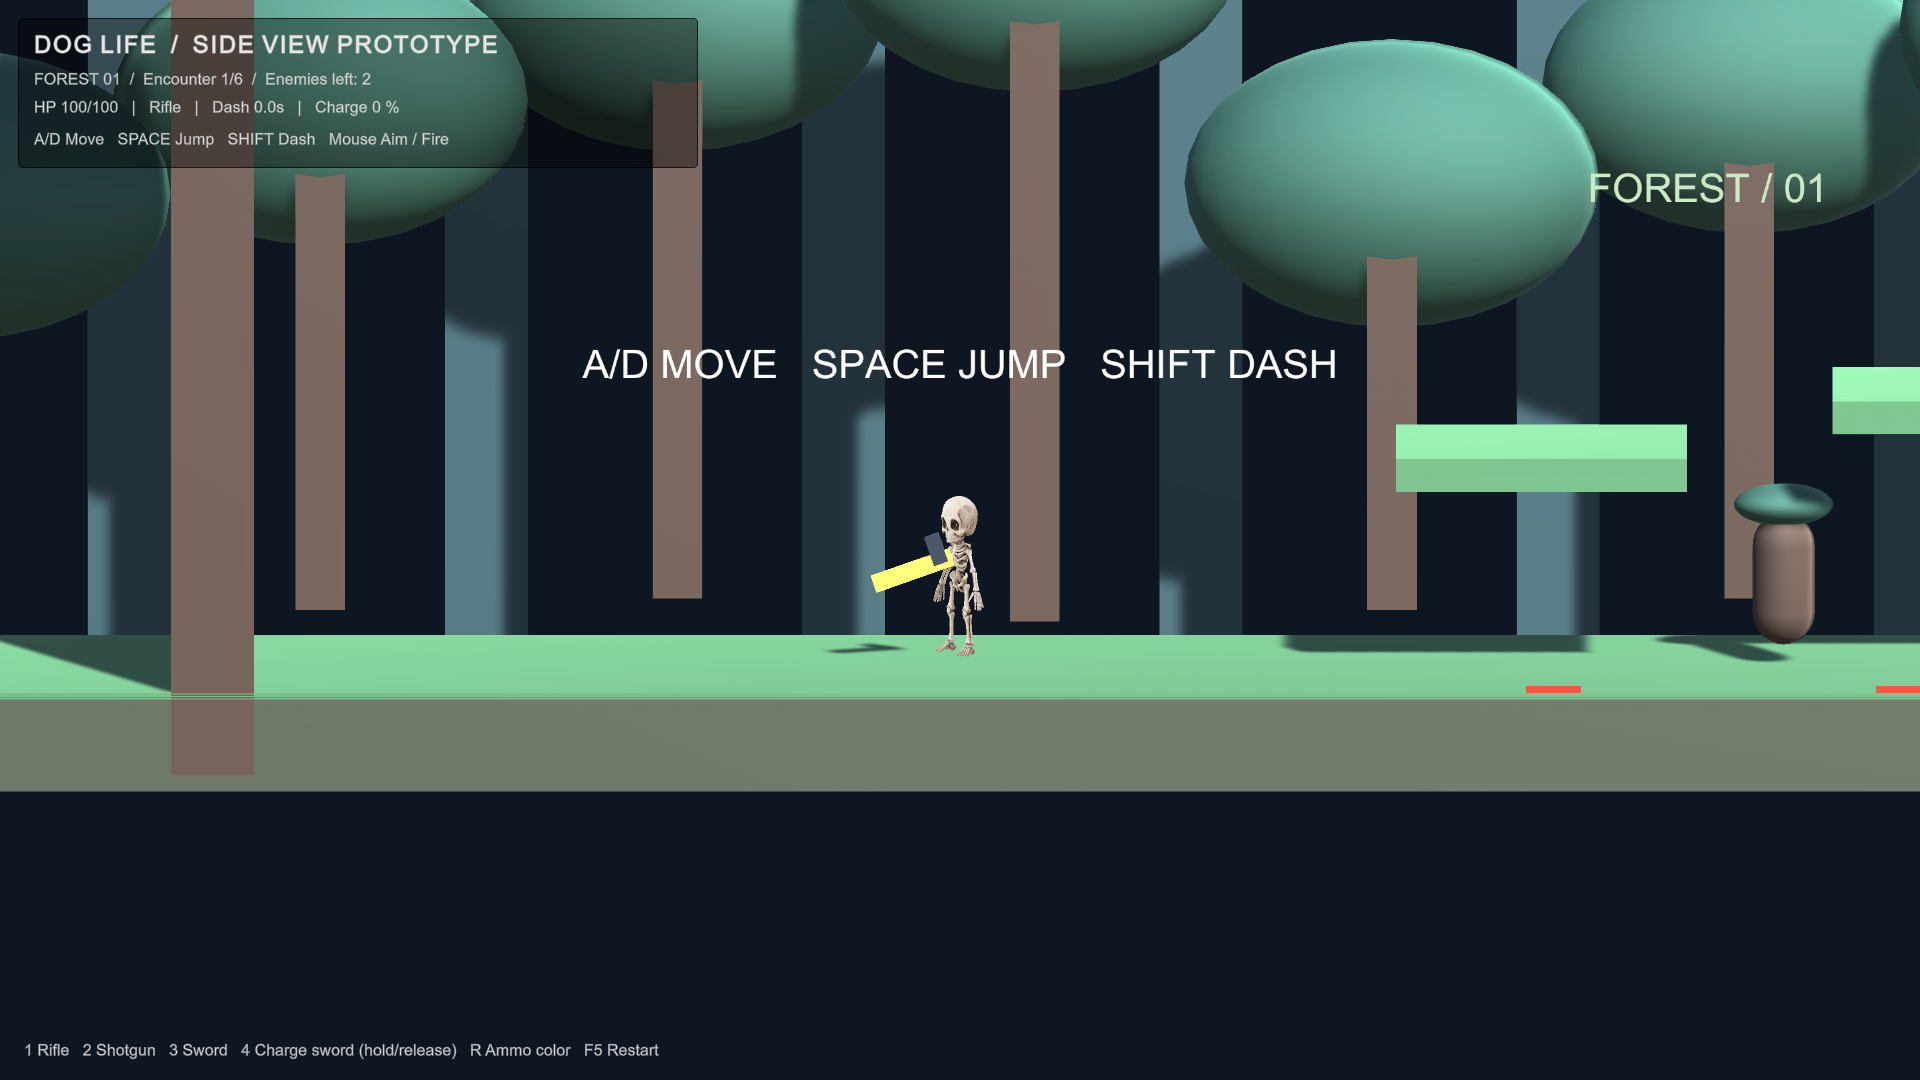 DOG LIFE / SIDE VIEW PROTOTYPE
FOREST 01 / Encounter 1/6 / Enemies left: 2
HP 100/100 | Rifle | Dash 0.0s | Charge 0 %
A/D Move SPACE Jump SHIFT Dash Mouse Aim / Fire
FOREST / 01
A/D MOVE SPACE JUMP SHIFT DASH
1 Rifle 2 Shotgun 3 Sword 4 Charge sword (hold/release) R Ammo color F5 Restart